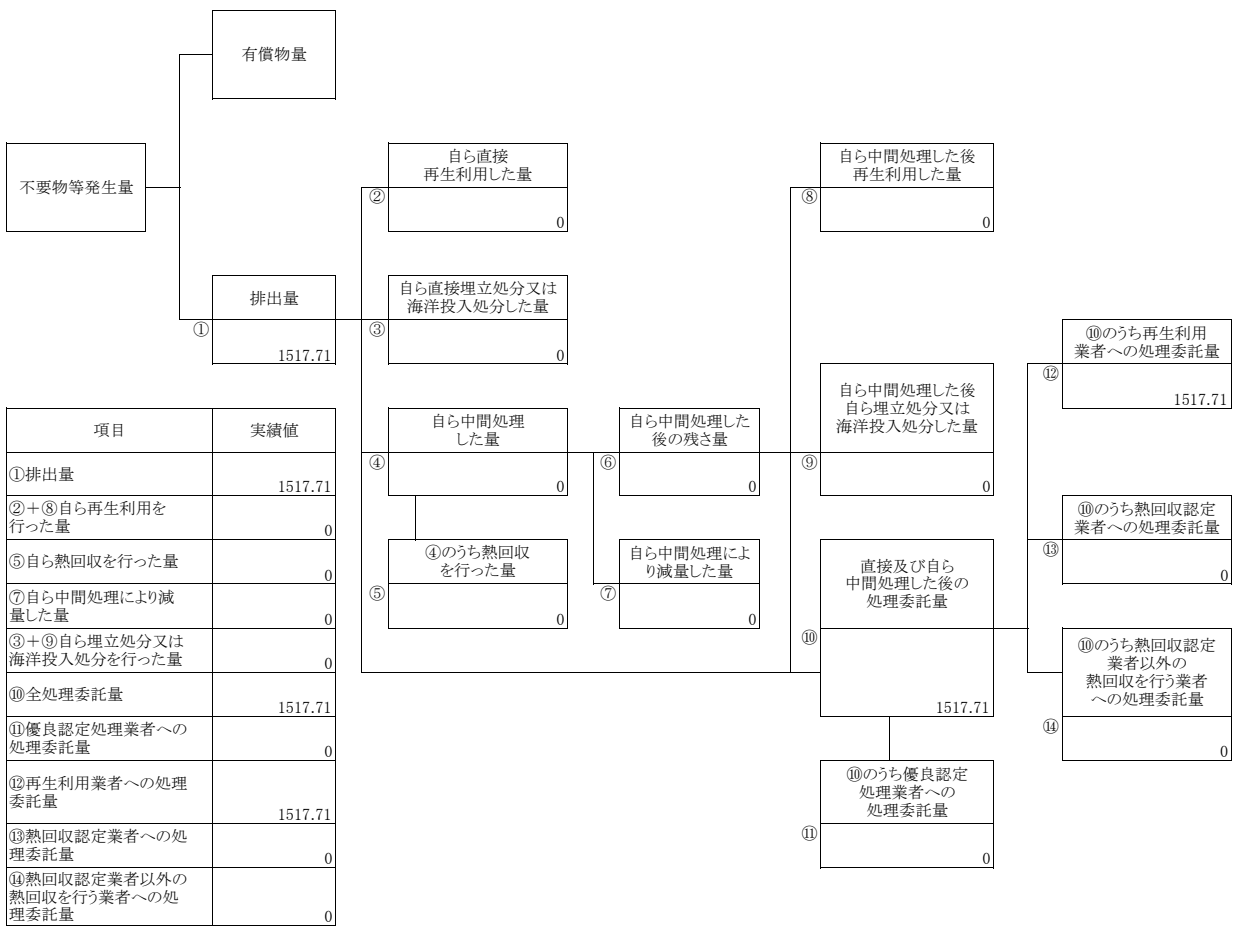 有償物量
不要物等発生量
自ら直接
再生利用した量
②
0
自ら中間処理した後
再生利用した量
⑧
0
排出量
①
1517.71
自ら直接埋立処分又は
海洋投入処分した量
③
0
⑩のうち再生利用
業者への処理委託量
⑫
1517.71
自ら中間処理
した量
④
0
自ら中間処理した
後の残さ量
⑥
0
自ら中間処理した後
自ら埋立処分又は
海洋投入処分した量
⑨
0
⑩のうち熱回収認定
業者への処理委託量
⑬
0
④のうち熱回収
を行った量
⑤
0
自ら中間処理によ
り減量した量
⑦
0
直接及び自ら
中間処理した後の
処理委託量
⑩
1517.71
⑩のうち熱回収認定
業者以外の
熱回収を行う業者
への処理委託量
⑭
0
⑩のうち優良認定
処理業者への
処理委託量
⑪
0
項目 実績値
①排出量 1517.71
②＋⑧自ら再生利用を
行った量 0
⑤自ら熱回収を行った量 0
⑦自ら中間処理により減
量した量 0
③＋⑨自ら埋立処分又は
海洋投入処分を行った量 0
⑩全処理委託量 1517.71
⑪優良認定処理業者への
処理委託量 0
⑫再生利用業者への処理
委託量 1517.71
⑬熱回収認定業者への処
理委託量 0
⑭熱回収認定業者以外の
熱回収を行う業者への処
理委託量 0